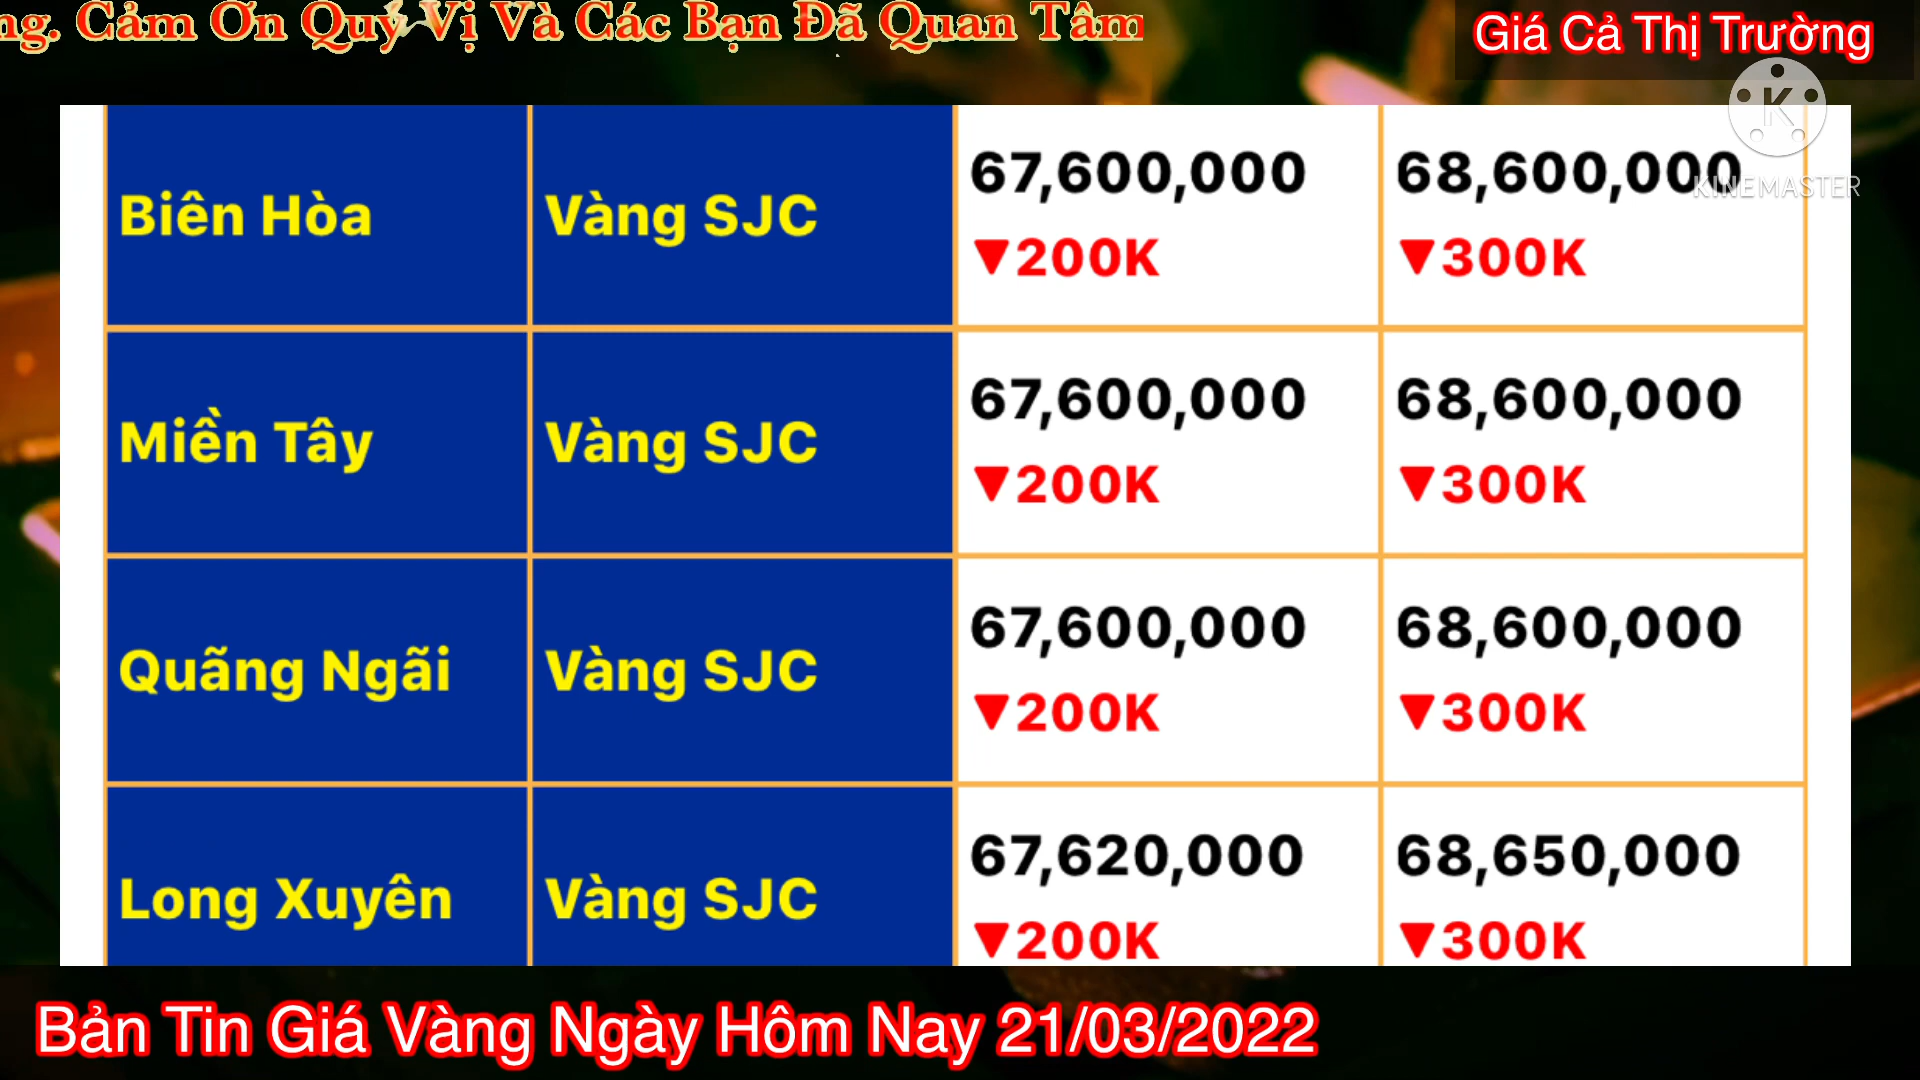 ng. Cảm Ơn Quý Vị Và Các Bạn Đã Quan Tâm
Giá Cả Thị Trường
K
KINEMASTER
Biên Hòa Vàng SJC 67,600,000 68,600,000
▼200K ▼300K
Miền Tây Vàng SJC 67,600,000 68,600,000
▼200K ▼300K
Quãng Ngãi Vàng SJC 67,600,000 68,600,000
▼200K ▼300K
Long Xuyên Vàng SJC 67,620,000 68,650,000
▼200K ▼300K
Bản Tin Giá Vàng Ngày Hôm Nay 21/03/2022